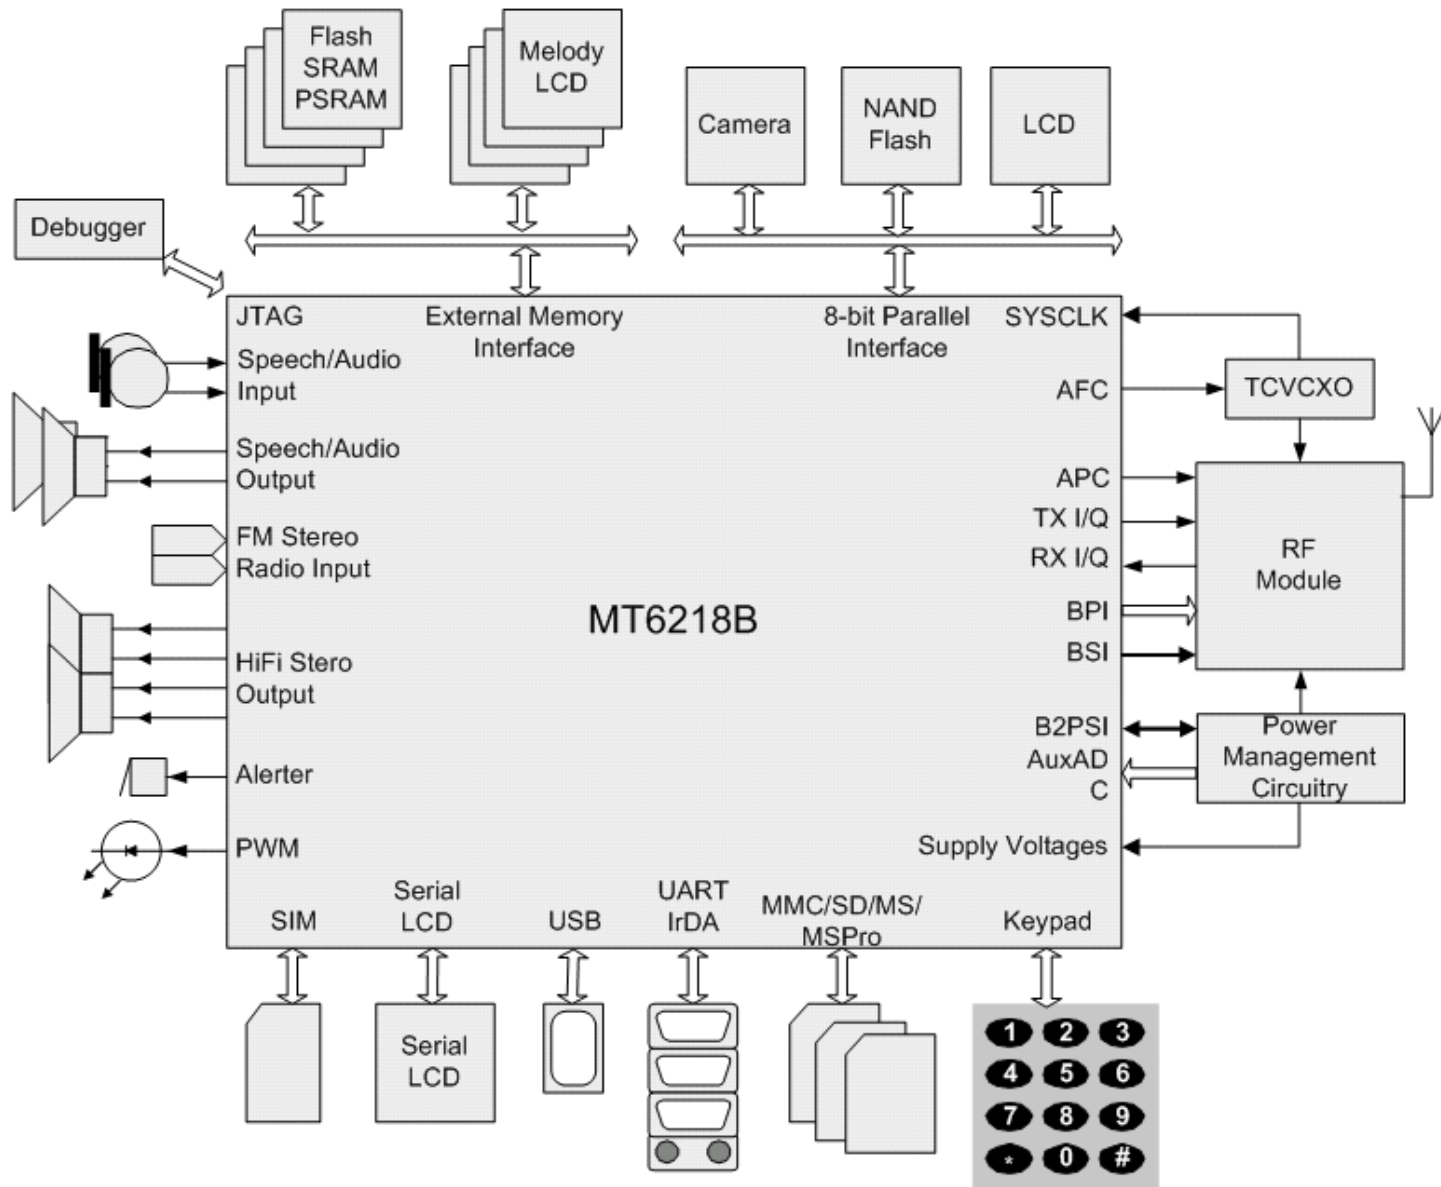 Flash
SRAM
PSRAM
Melody
LCD
Camera
NAND
Flash
LCD
Debugger
JTAG
External Memory
Interface
8-bit Parallel
Interface
SYSCLK
Speech/Audio
Input
AFC
TCVCXO
Speech/Audio
Output
APC
TX I/Q
RX I/Q
RF
Module
FM Stereo
Radio Input
MT6218B
BPI
BSI
HiFi Stero
Output
B2PSI
AuxAD
C
Power
Management
Circuitry
Alerter
PWM
Supply Voltages
SIM
Serial
LCD
USB
UART
IrDA
MMC/SD/MS/
MSPro
Keypad
Serial
LCD
1 2 3
4 5 6
7 8 9
* 0 #